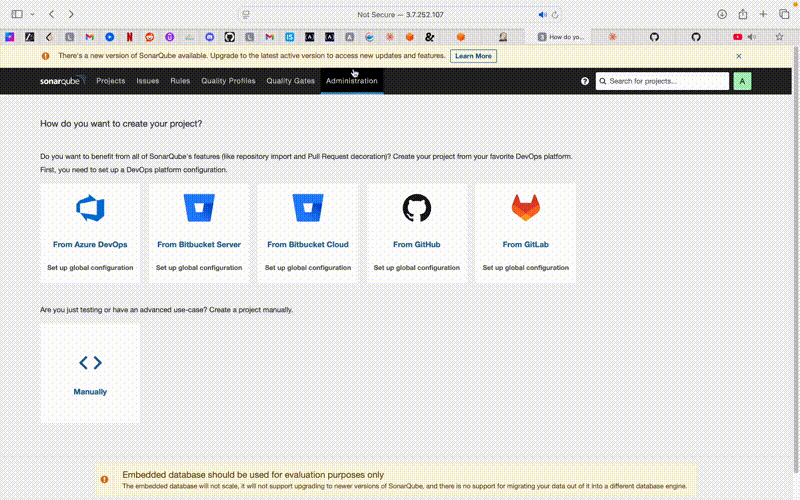 Not Secure — 3.7.252.107
How do yo...
There's a new version of SonarQube available. Upgrade to the latest active version to access new updates and features. Learn More
sonarqube Projects Issues Rules Quality Profiles Quality Gates Administration Search for projects... A
How do you want to create your project?
Do you want to benefit from all of SonarQube's features (like repository import and Pull Request decoration)? Create your project from your favorite DevOps platform.
First, you need to set up a DevOps platform configuration.
From Azure DevOps From Bitbucket Server From Bitbucket Cloud From GitHub From GitLab
Set up global configuration Set up global configuration Set up global configuration Set up global configuration Set up global configuration
Are you just testing or have an advanced use-case? Create a project manually.
Manually
Embedded database should be used for evaluation purposes only
The embedded database will not scale, it will not support upgrading to newer versions of SonarQube, and there is no support for migrating your data out of it into a different database engine.